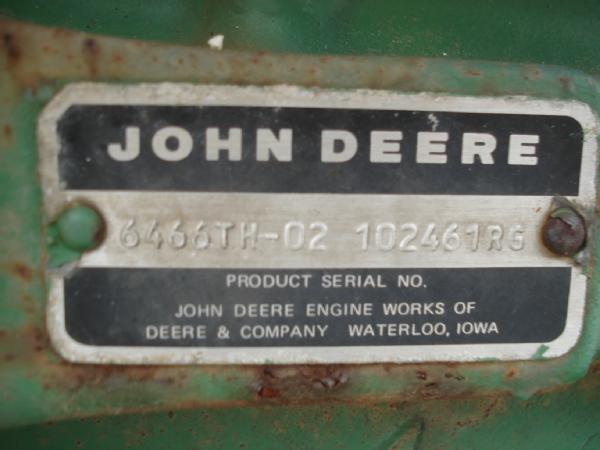 JOHN DEERE
6466TH-02 102461RG
PRODUCT SERIAL NO.
JOHN DEERE ENGINE WORKS OF
DEERE & COMPANY WATERLOO, IOWA